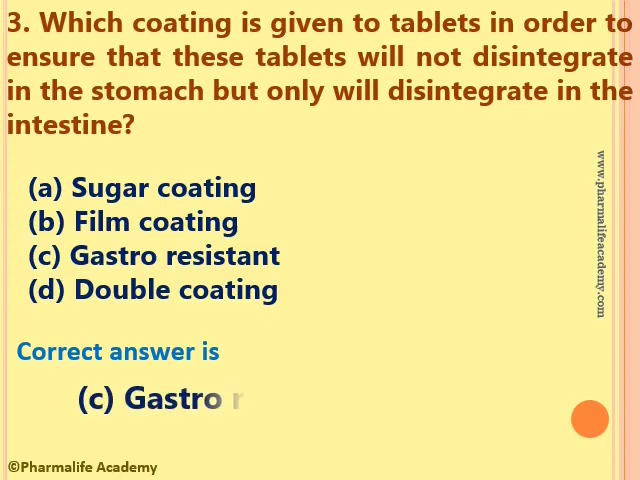 3. Which coating is given to tablets in order to
ensure that these tablets will not disintegrate
in the stomach but only will disintegrate in the
intestine?
(a) Sugar coating
(b) Film coating
(c) Gastro resistant
(d) Double coating
Correct answer is
(c) Gastro r
©Pharmalife Academy
www.pharmalifeacademy.com